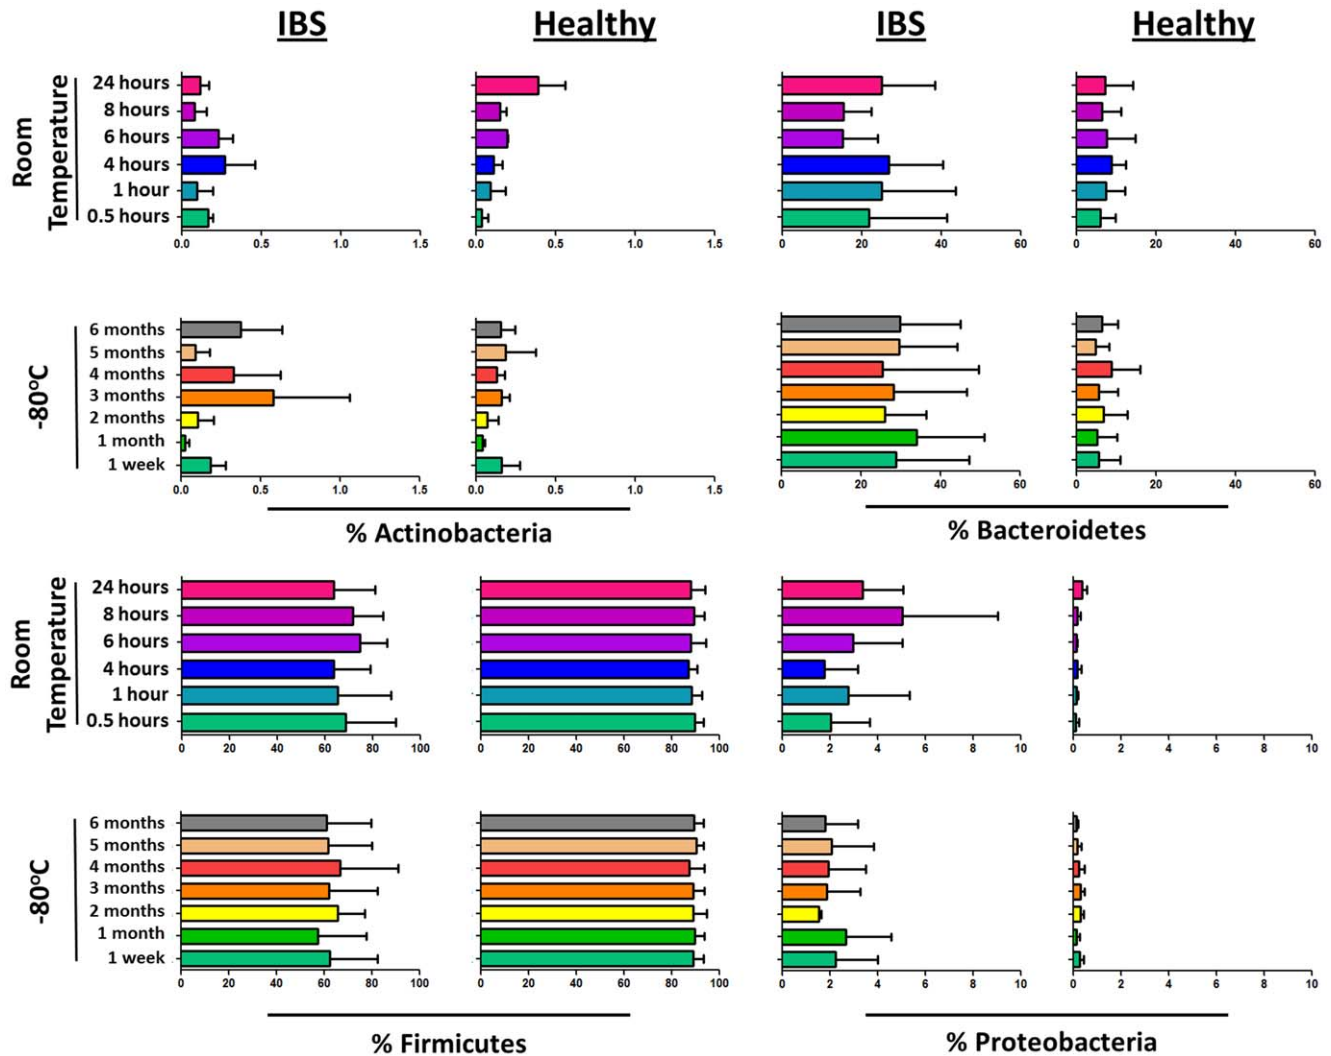 IBS Healthy IBS Healthy
Room Temperature
24 hours
8 hours
6 hours
4 hours
1 hour
0.5 hours
0.0 0.5 1.0 1.5 0.0 0.5 1.0 1.5 0 20 40 60 0 20 40 60
-80°C
6 months
5 months
4 months
3 months
2 months
1 month
1 week
0.0 0.5 1.0 1.5 0.0 0.5 1.0 1.5 0 20 40 60 0 20 40 60
% Actinobacteria % Bacteroidetes
Room Temperature
24 hours
8 hours
6 hours
4 hours
1 hour
0.5 hours
0 20 40 60 80 100 0 20 40 60 80 100 0 2 4 6 8 10 0 2 4 6 8 10
-80°C
6 months
5 months
4 months
3 months
2 months
1 month
1 week
0 20 40 60 80 100 0 20 40 60 80 100 0 2 4 6 8 10 0 2 4 6 8 10
% Firmicutes % Proteobacteria